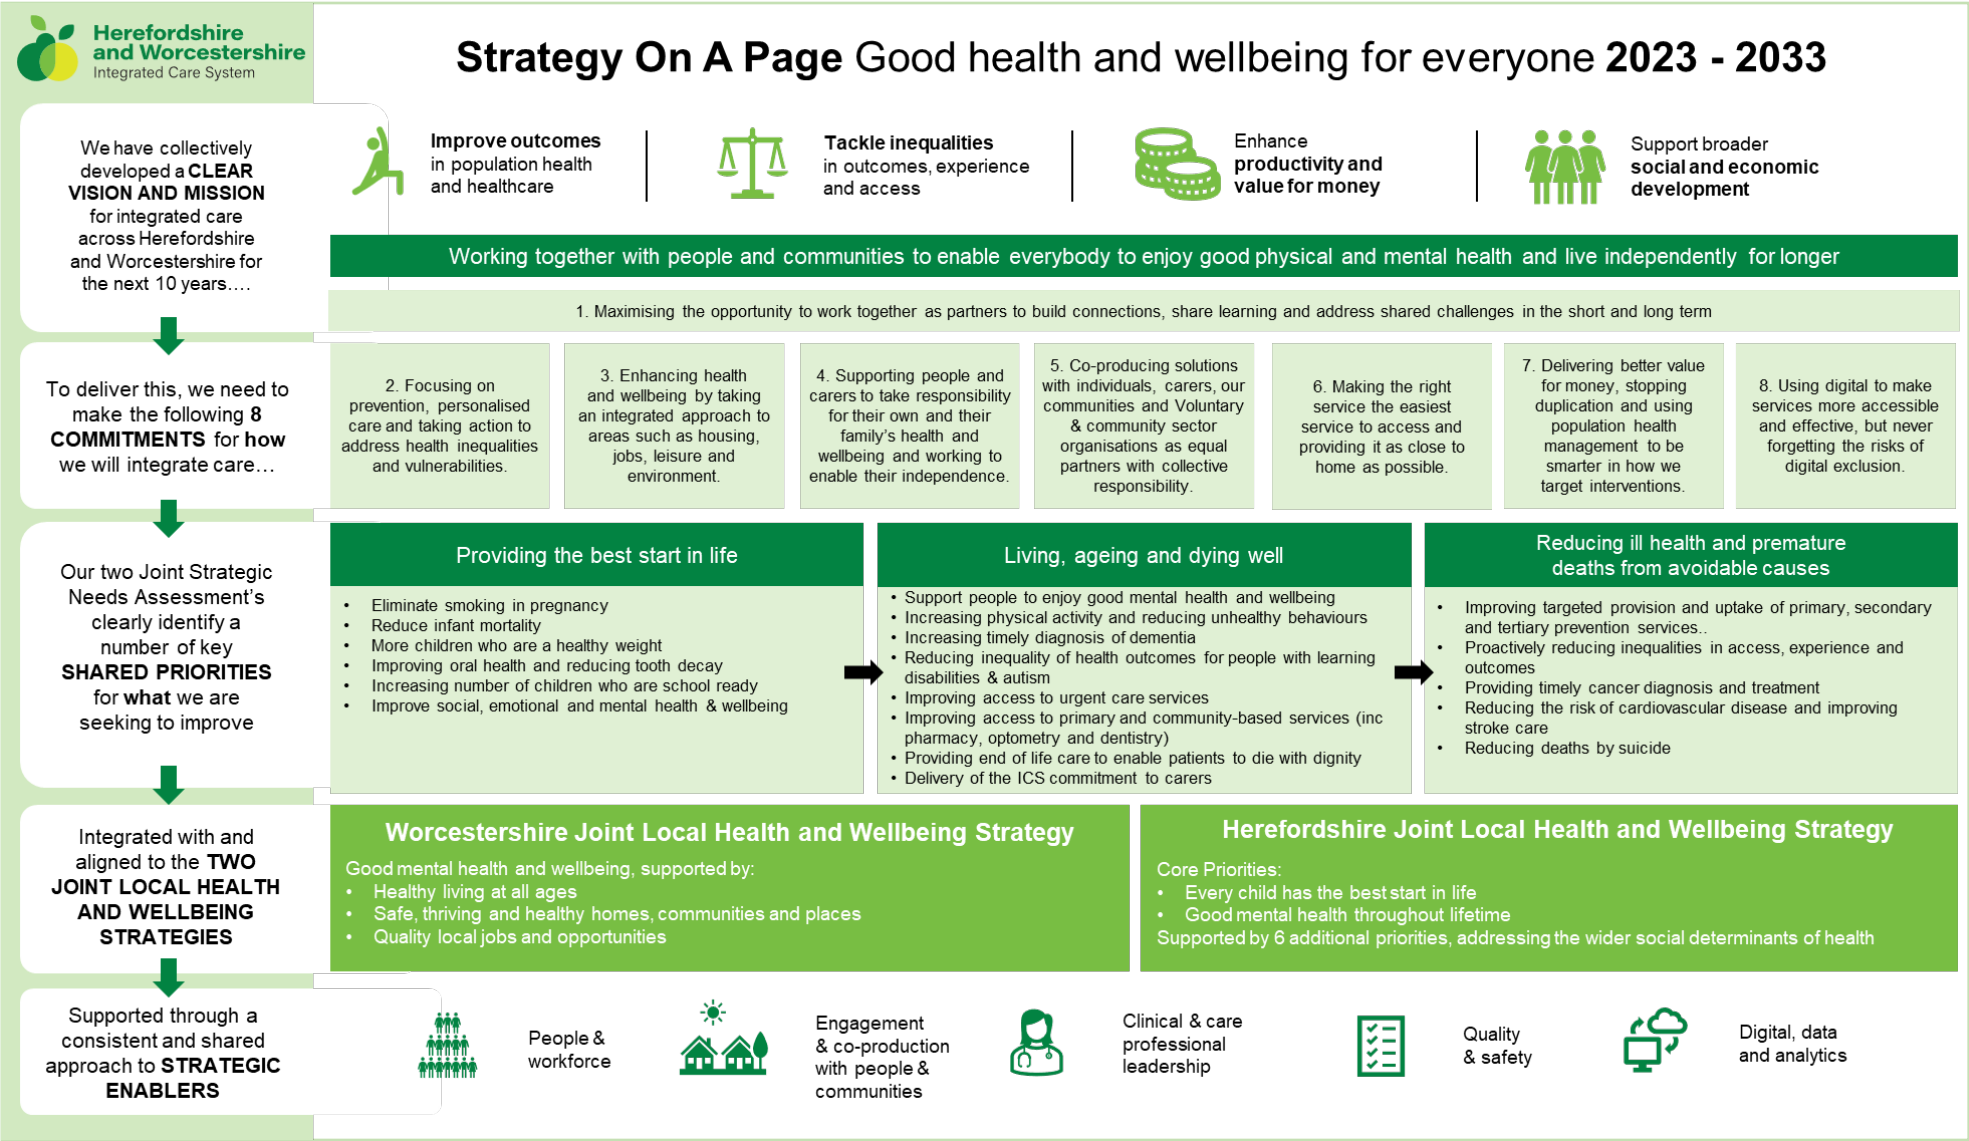 Herefordshire
and Worcestershire
Integrated Care System
Strategy On A Page Good health and wellbeing for everyone 2023 - 2033
We have collectively
developed a CLEAR
VISION AND MISSION
for integrated care
across Herefordshire
and Worcestershire for
the next 10 years….
Improve outcomes
in population health
and healthcare
Tackle inequalities
in outcomes, experience
and access
Enhance
productivity and
value for money
Support broader
social and economic
development
Working together with people and communities to enable everybody to enjoy good physical and mental health and live independently for longer
To deliver this, we need to
make the following 8
COMMITMENTS for how
we will integrate care…
1. Maximising the opportunity to work together as partners to build connections, share learning and address shared challenges in the short and long term
2. Focusing on
prevention, personalised
care and taking action to
address health inequalities
and vulnerabilities.
3. Enhancing health
and wellbeing by taking
an integrated approach to
areas such as housing,
jobs, leisure and
environment.
4. Supporting people and
carers to take responsibility
for their own and their
family's health and
wellbeing and working to
enable their independence.
5. Co-producing solutions
with individuals, carers, our
communities and Voluntary
& community sector
organisations as equal
partners with collective
responsibility.
6. Making the right
service the easiest
service to access and
providing it as close to
home as possible.
7. Delivering better value
for money, stopping
duplication and using
population health
management to be
smarter in how we
target interventions.
8. Using digital to make
services more accessible
and effective, but never
forgetting the risks of
digital exclusion.
Our two Joint Strategic
Needs Assessment's
clearly identify a
number of key
SHARED PRIORITIES
for what we are
seeking to improve
Providing the best start in life
• Eliminate smoking in pregnancy
• Reduce infant mortality
• More children who are a healthy weight
• Improving oral health and reducing tooth decay
• Increasing number of children who are school ready
• Improve social, emotional and mental health & wellbeing
Living, ageing and dying well
• Support people to enjoy good mental health and wellbeing
• Increasing physical activity and reducing unhealthy behaviours
• Increasing timely diagnosis of dementia
• Reducing inequality of health outcomes for people with learning
disabilities & autism
• Improving access to urgent care services
• Improving access to primary and community-based services (inc
pharmacy, optometry and dentistry)
• Providing end of life care to enable patients to die with dignity
• Delivery of the ICS commitment to carers
Reducing ill health and premature
deaths from avoidable causes
• Improving targeted provision and uptake of primary, secondary
and tertiary prevention services..
• Proactively reducing inequalities in access, experience and
outcomes
• Providing timely cancer diagnosis and treatment
• Reducing the risk of cardiovascular disease and improving
stroke care
• Reducing deaths by suicide
Integrated with and
aligned to the TWO
JOINT LOCAL HEALTH
AND WELLBEING
STRATEGIES
Worcestershire Joint Local Health and Wellbeing Strategy
Good mental health and wellbeing, supported by:
• Healthy living at all ages
• Safe, thriving and healthy homes, communities and places
• Quality local jobs and opportunities
Herefordshire Joint Local Health and Wellbeing Strategy
Core Priorities:
• Every child has the best start in life
• Good mental health throughout lifetime
Supported by 6 additional priorities, addressing the wider social determinants of health
Supported through a
consistent and shared
approach to STRATEGIC
ENABLERS
People &
workforce
Engagement
& co-production
with people &
communities
Clinical & care
professional
leadership
Quality
& safety
Digital, data
and analytics